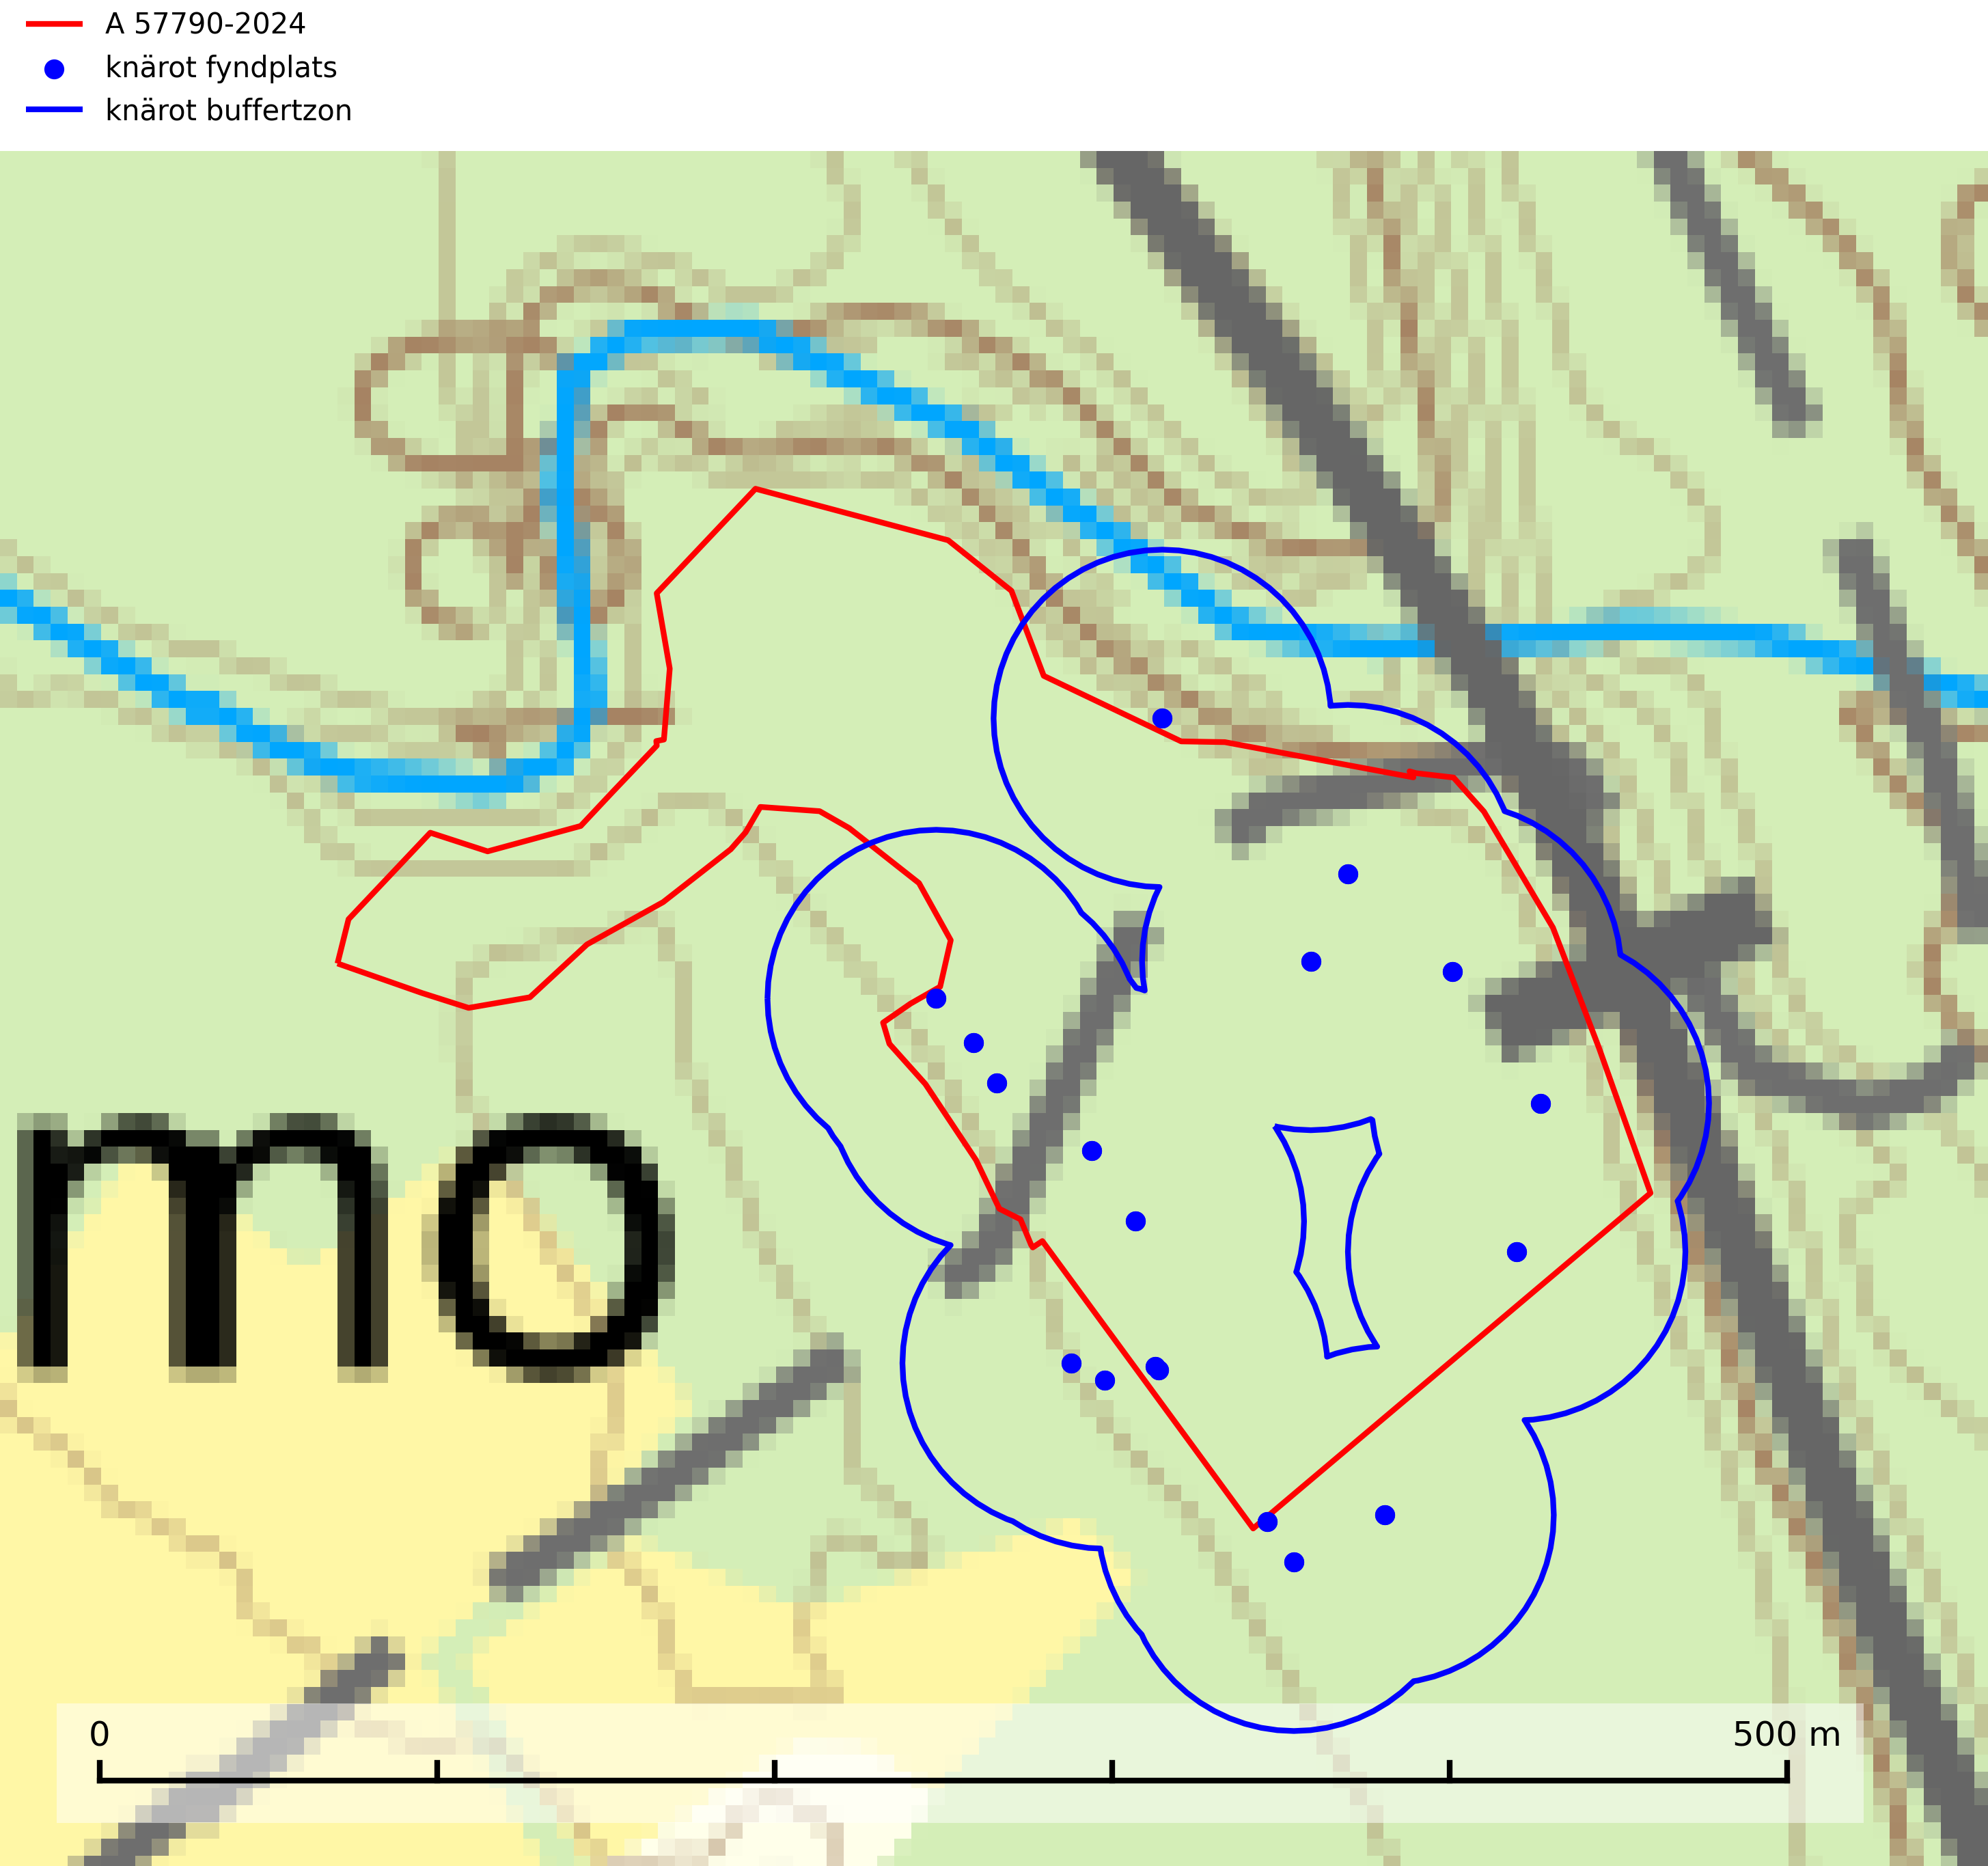 A 57790-2024
knärot fyndplats
knärot buffertzon
mo
0
500 m